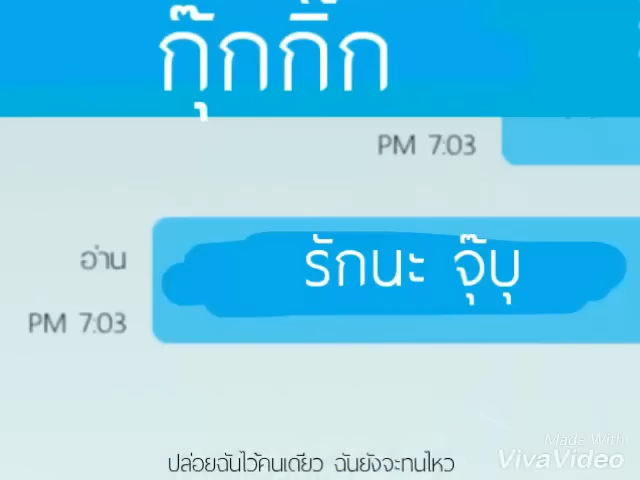 กุ๊กกิ๊ก
PM 7:03
อ่าน
รักนะ จุ๊บุ
PM 7:03
ปล่อยฉันไว้คนเดียว ฉันยังจะทนไหว
Made With
VivaVideo